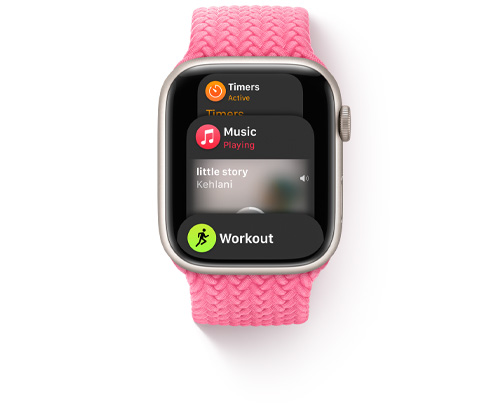 Timers
Active
Timers
Music
Playing
little story
Kehlani
Workout